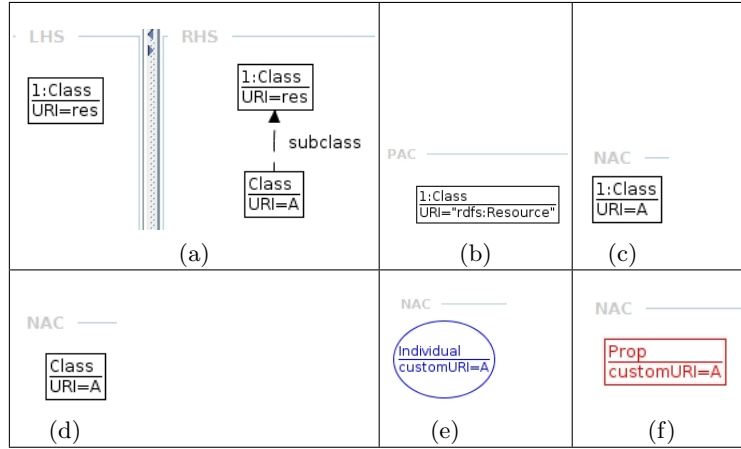 LHS
1:Class
URI=res
RHS
1:Class
URI=res
subclass
Class
URI=A
(a)
PAC
1:Class
URI="rdfs:Resource"
(b)
NAC
1:Class
URI=A
(c)
NAC
Class
URI=A
(d)
NAC
Individual
customURI=A
(e)
NAC
Prop
customURI=A
(f)